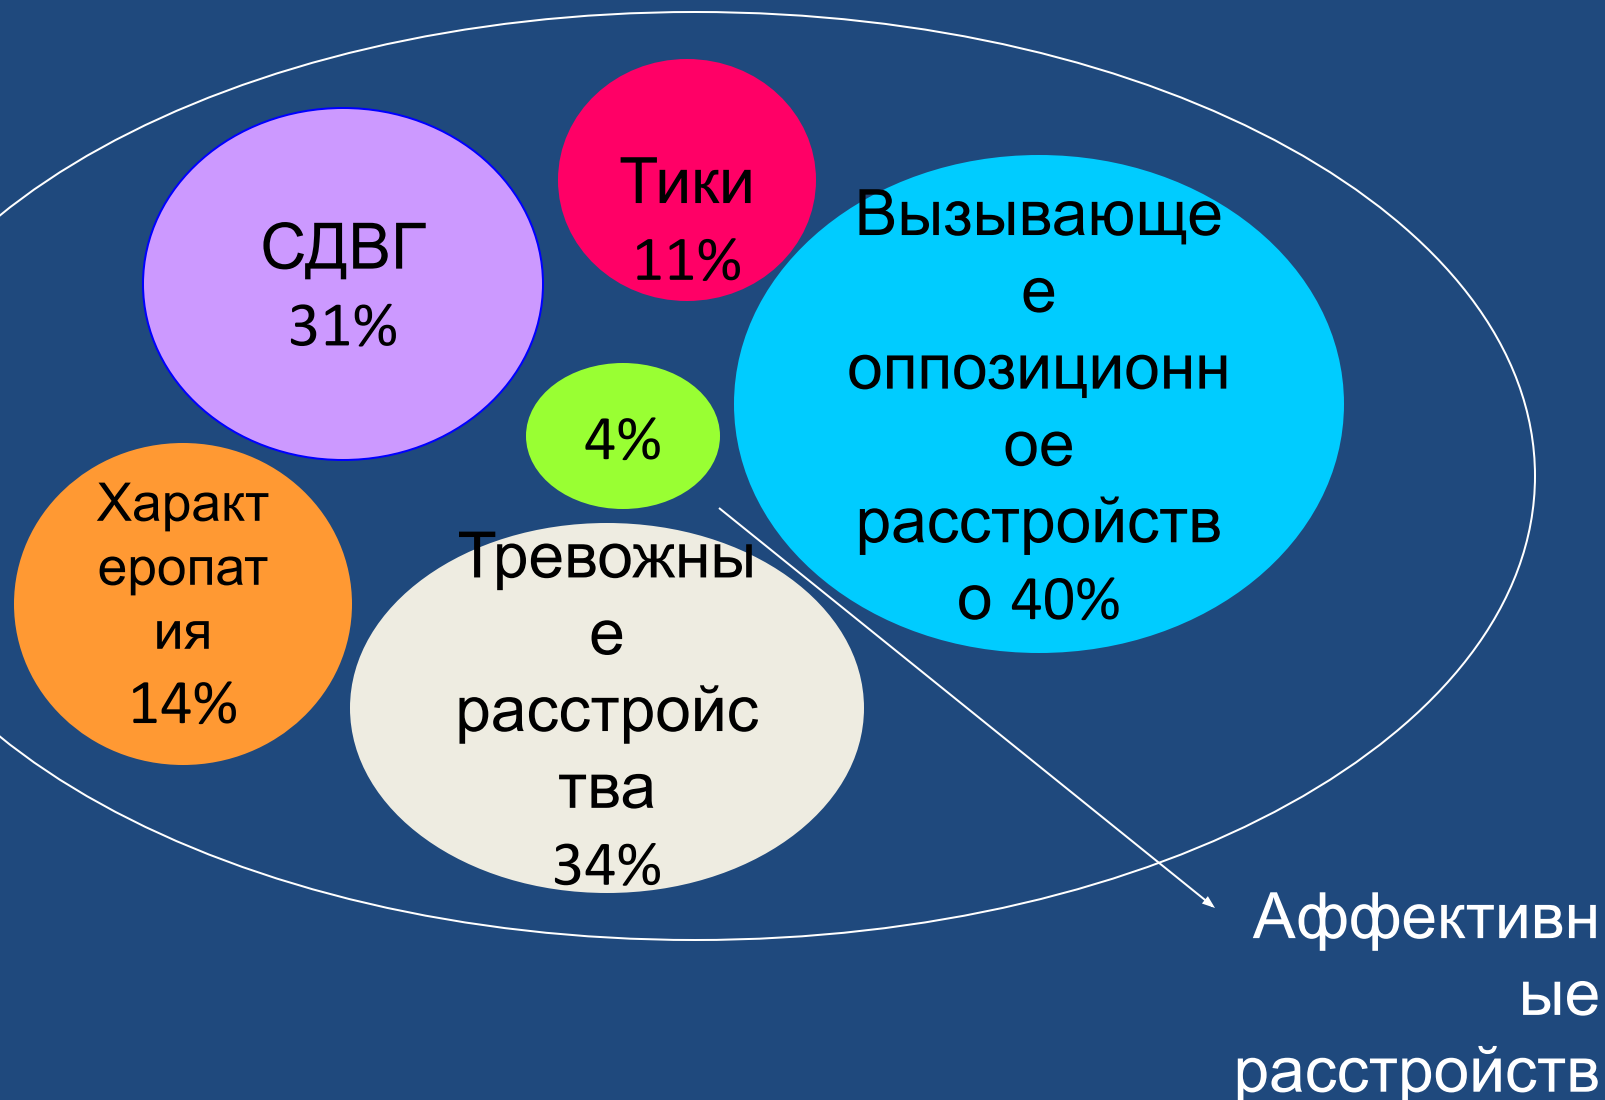 СДВГ
31%
Тики
11%
Вызывающе
е
оппозиционн
ое
расстройств
о 40%
4%
Характ
еропат
ия
14%
Тревожны
е
расстройс
тва
34%
Аффективн
ые
расстройств